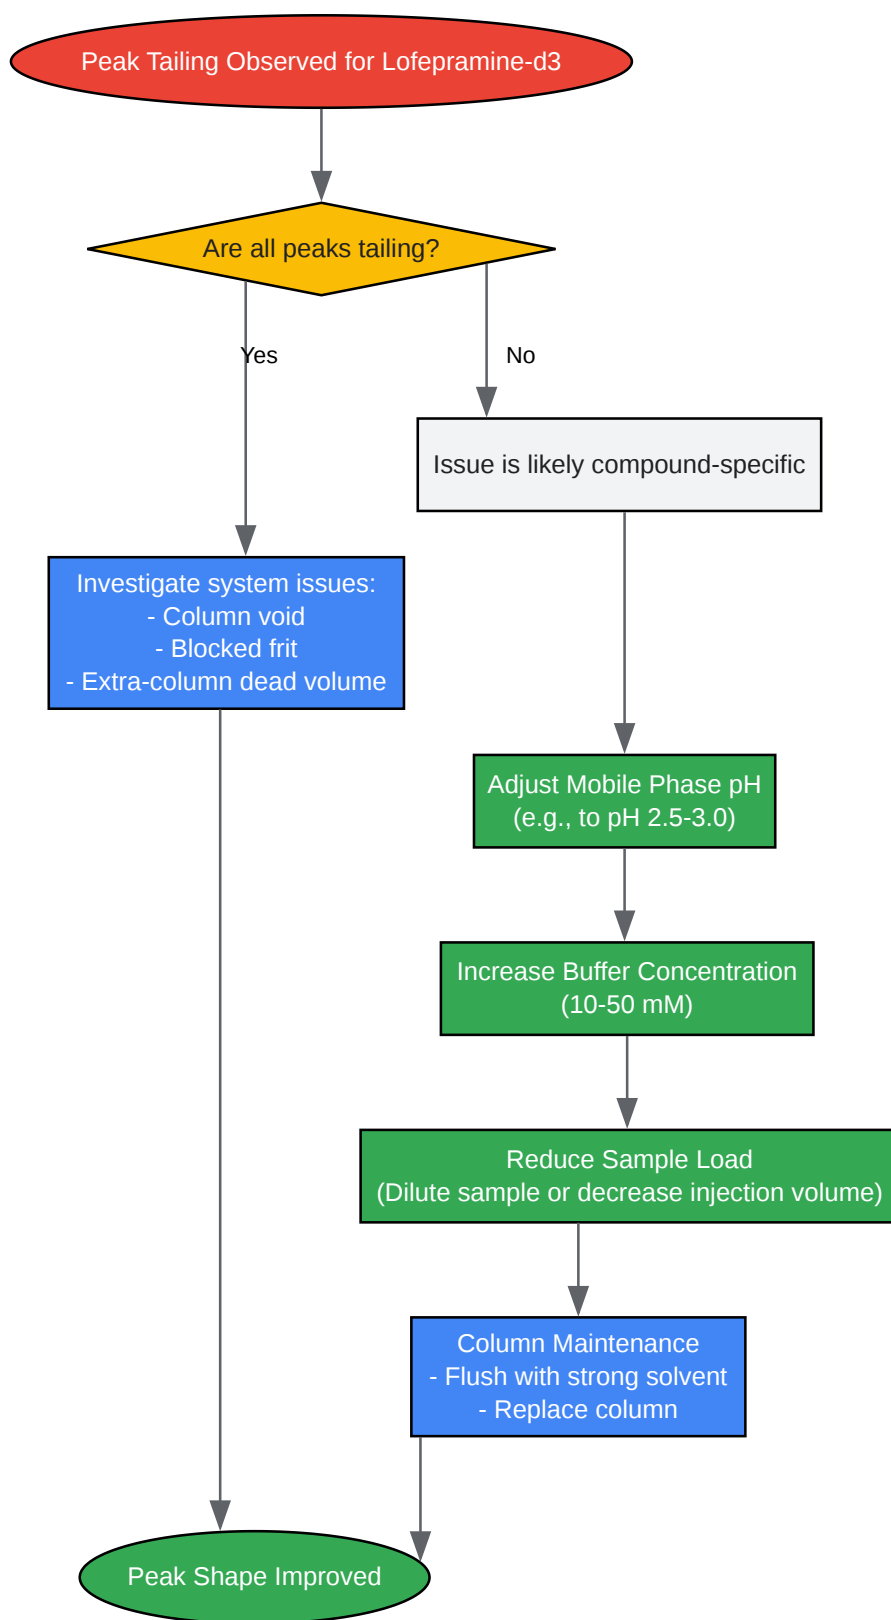 Peak Tailing Observed for Lofepramine-d3
Are all peaks tailing?
Yes
No
Issue is likely compound-specific
Investigate system issues:
- Column void
- Blocked frit
- Extra-column dead volume
Adjust Mobile Phase pH
(e.g., to pH 2.5-3.0)
Increase Buffer Concentration
(10-50 mM)
Reduce Sample Load
(Dilute sample or decrease injection volume)
Column Maintenance
- Flush with strong solvent
- Replace column
Peak Shape Improved